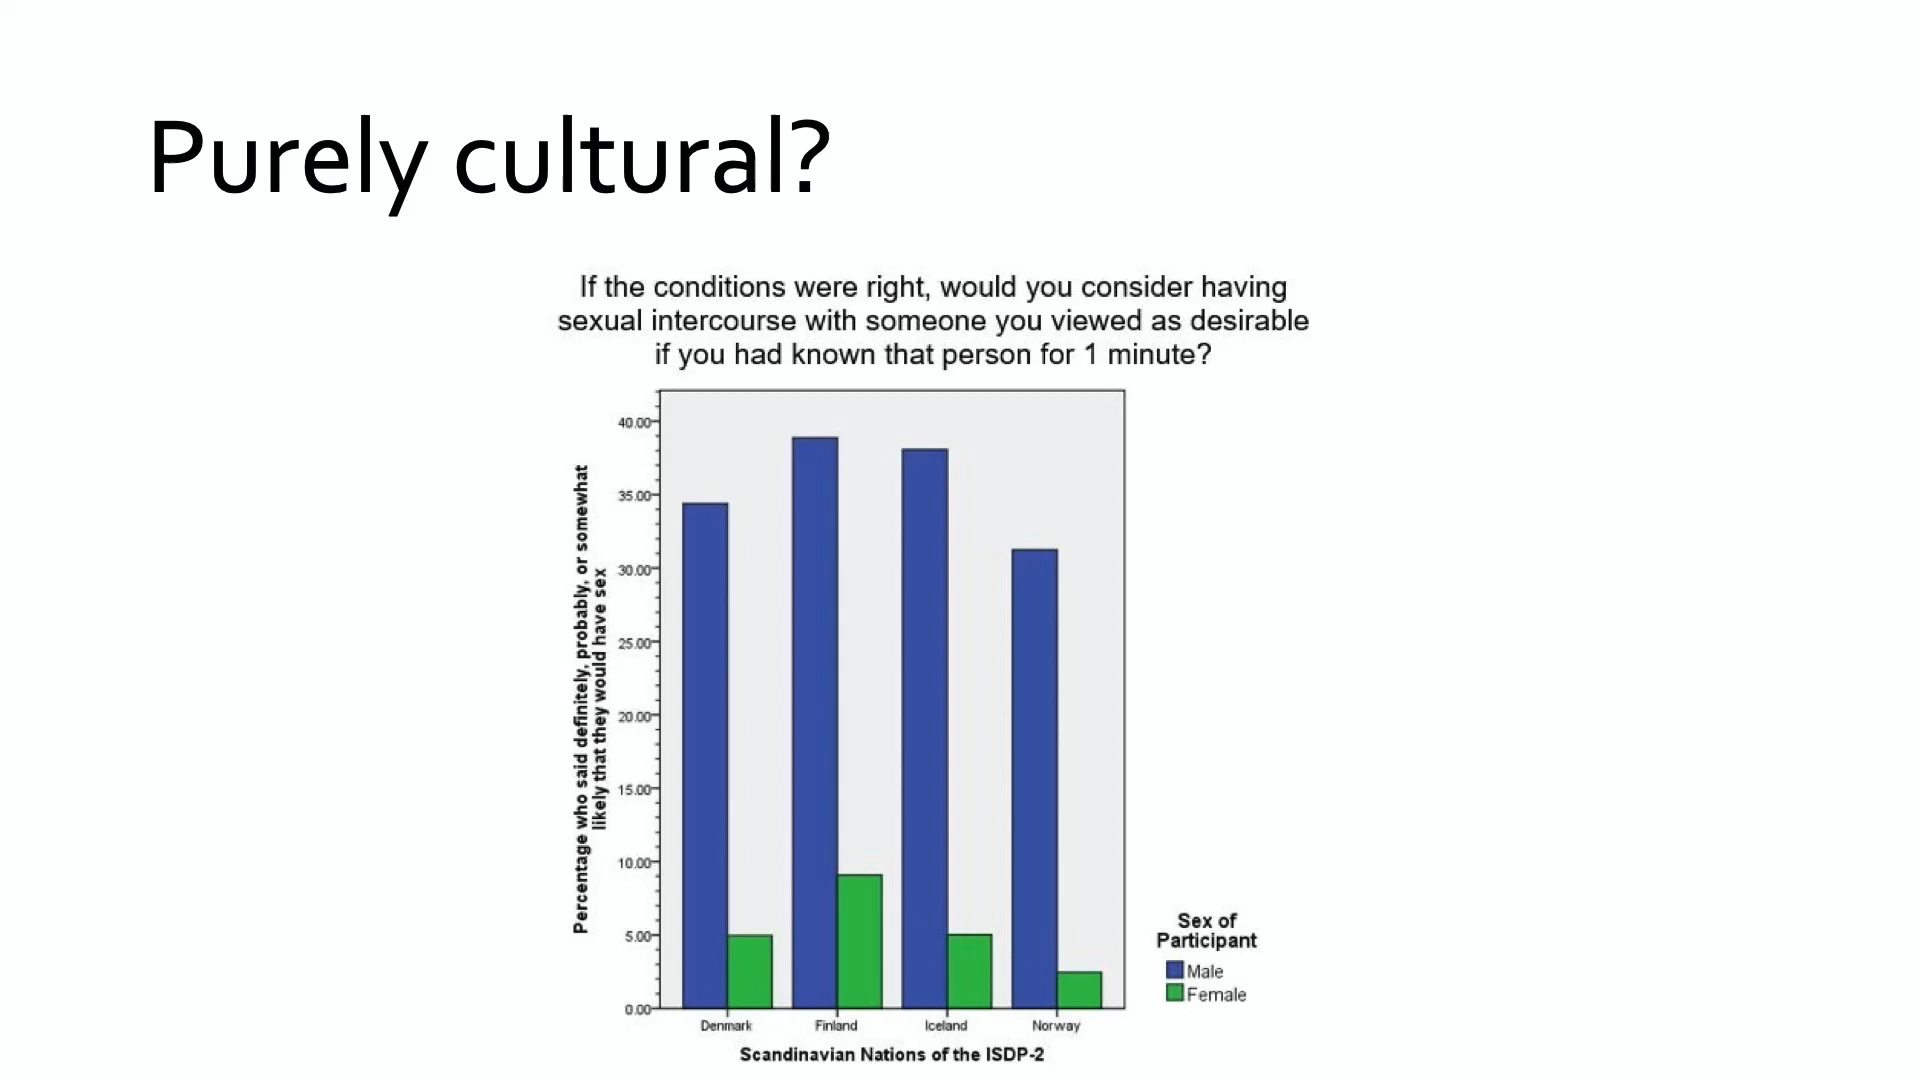 Purely cultural?
If the conditions were right, would you consider having
sexual intercourse with someone you viewed as desirable
if you had known that person for 1 minute?
Percentage who said definitely, probably, or somewhat
likely that they would have sex
40.00
35.00
30.00
25.00
20.00
15.00
10.00
5.00
0.00
Denmark
Finland
Iceland
Norway
Scandinavian Nations of the ISDP-2
Sex of
Participant
Male
Female